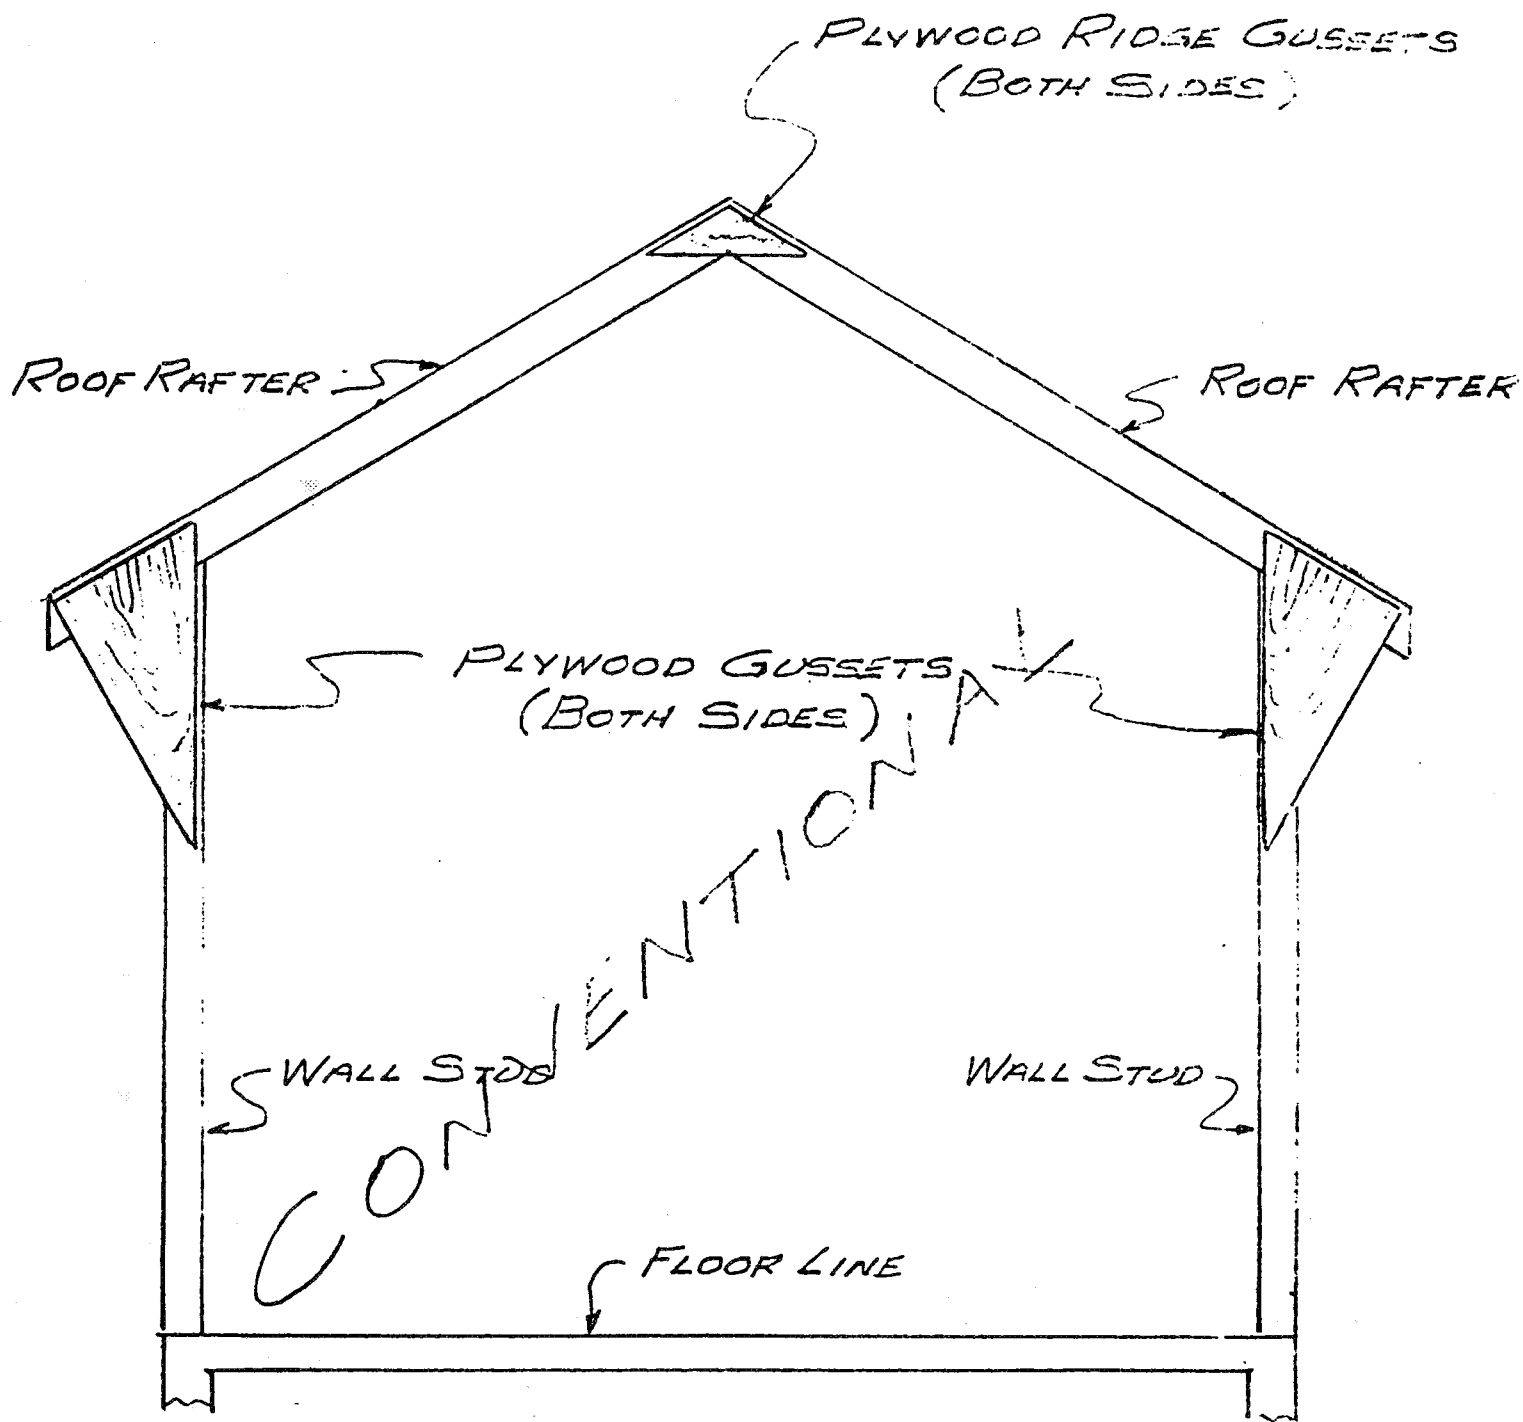 PLYWOOD RIDGE GUSSETS
(BOTH SIDES)
ROOF RAFTER
ROOF RAFTER
PLYWOOD GUSSETS
(BOTH SIDES)
CONVENTIONAL
WALL STUD
WALL STUD
FLOOR LINE